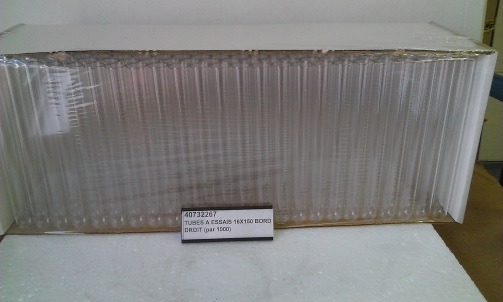 40732267
TUBES A ESSAIS 16X160 BORD
DROIT (par 1000)